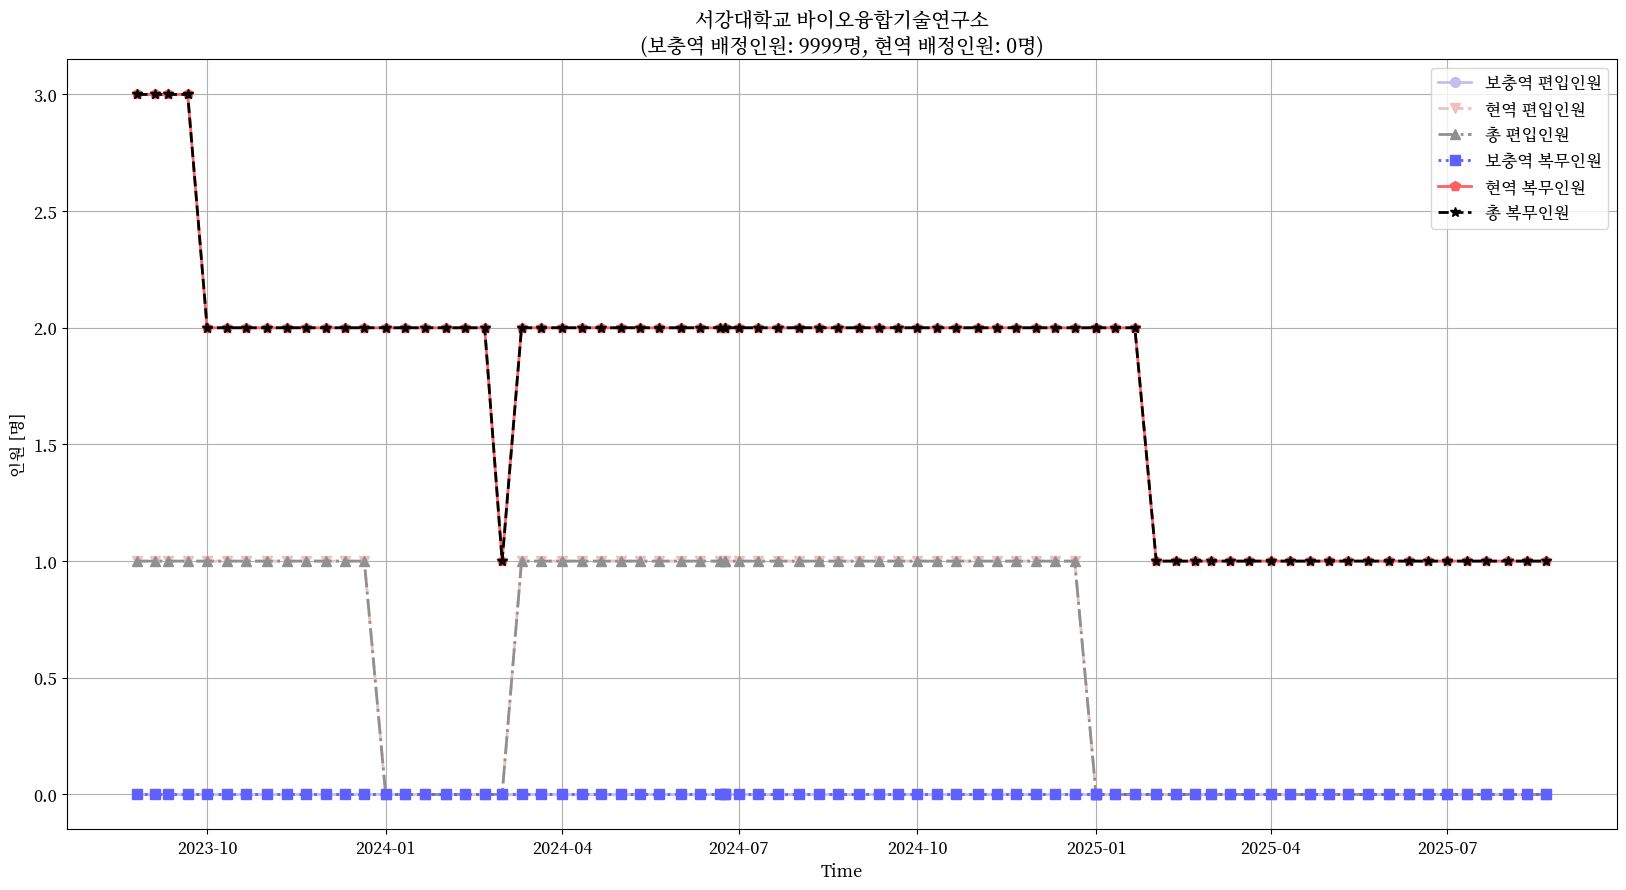 서강대학교 바이오융합기술연구소
(보충역 배정인원: 9999명, 현역 배정인원: 0명)
보충역 편입인원
현역 편입인원
총 편입인원
보충역 복무인원
현역 복무인원
총 복무인원
인원 [명]
3.0
2.5
2.0
1.5
1.0
0.5
0.0
2023-10
2024-01
2024-04
2024-07
2024-10
2025-01
2025-04
2025-07
Time